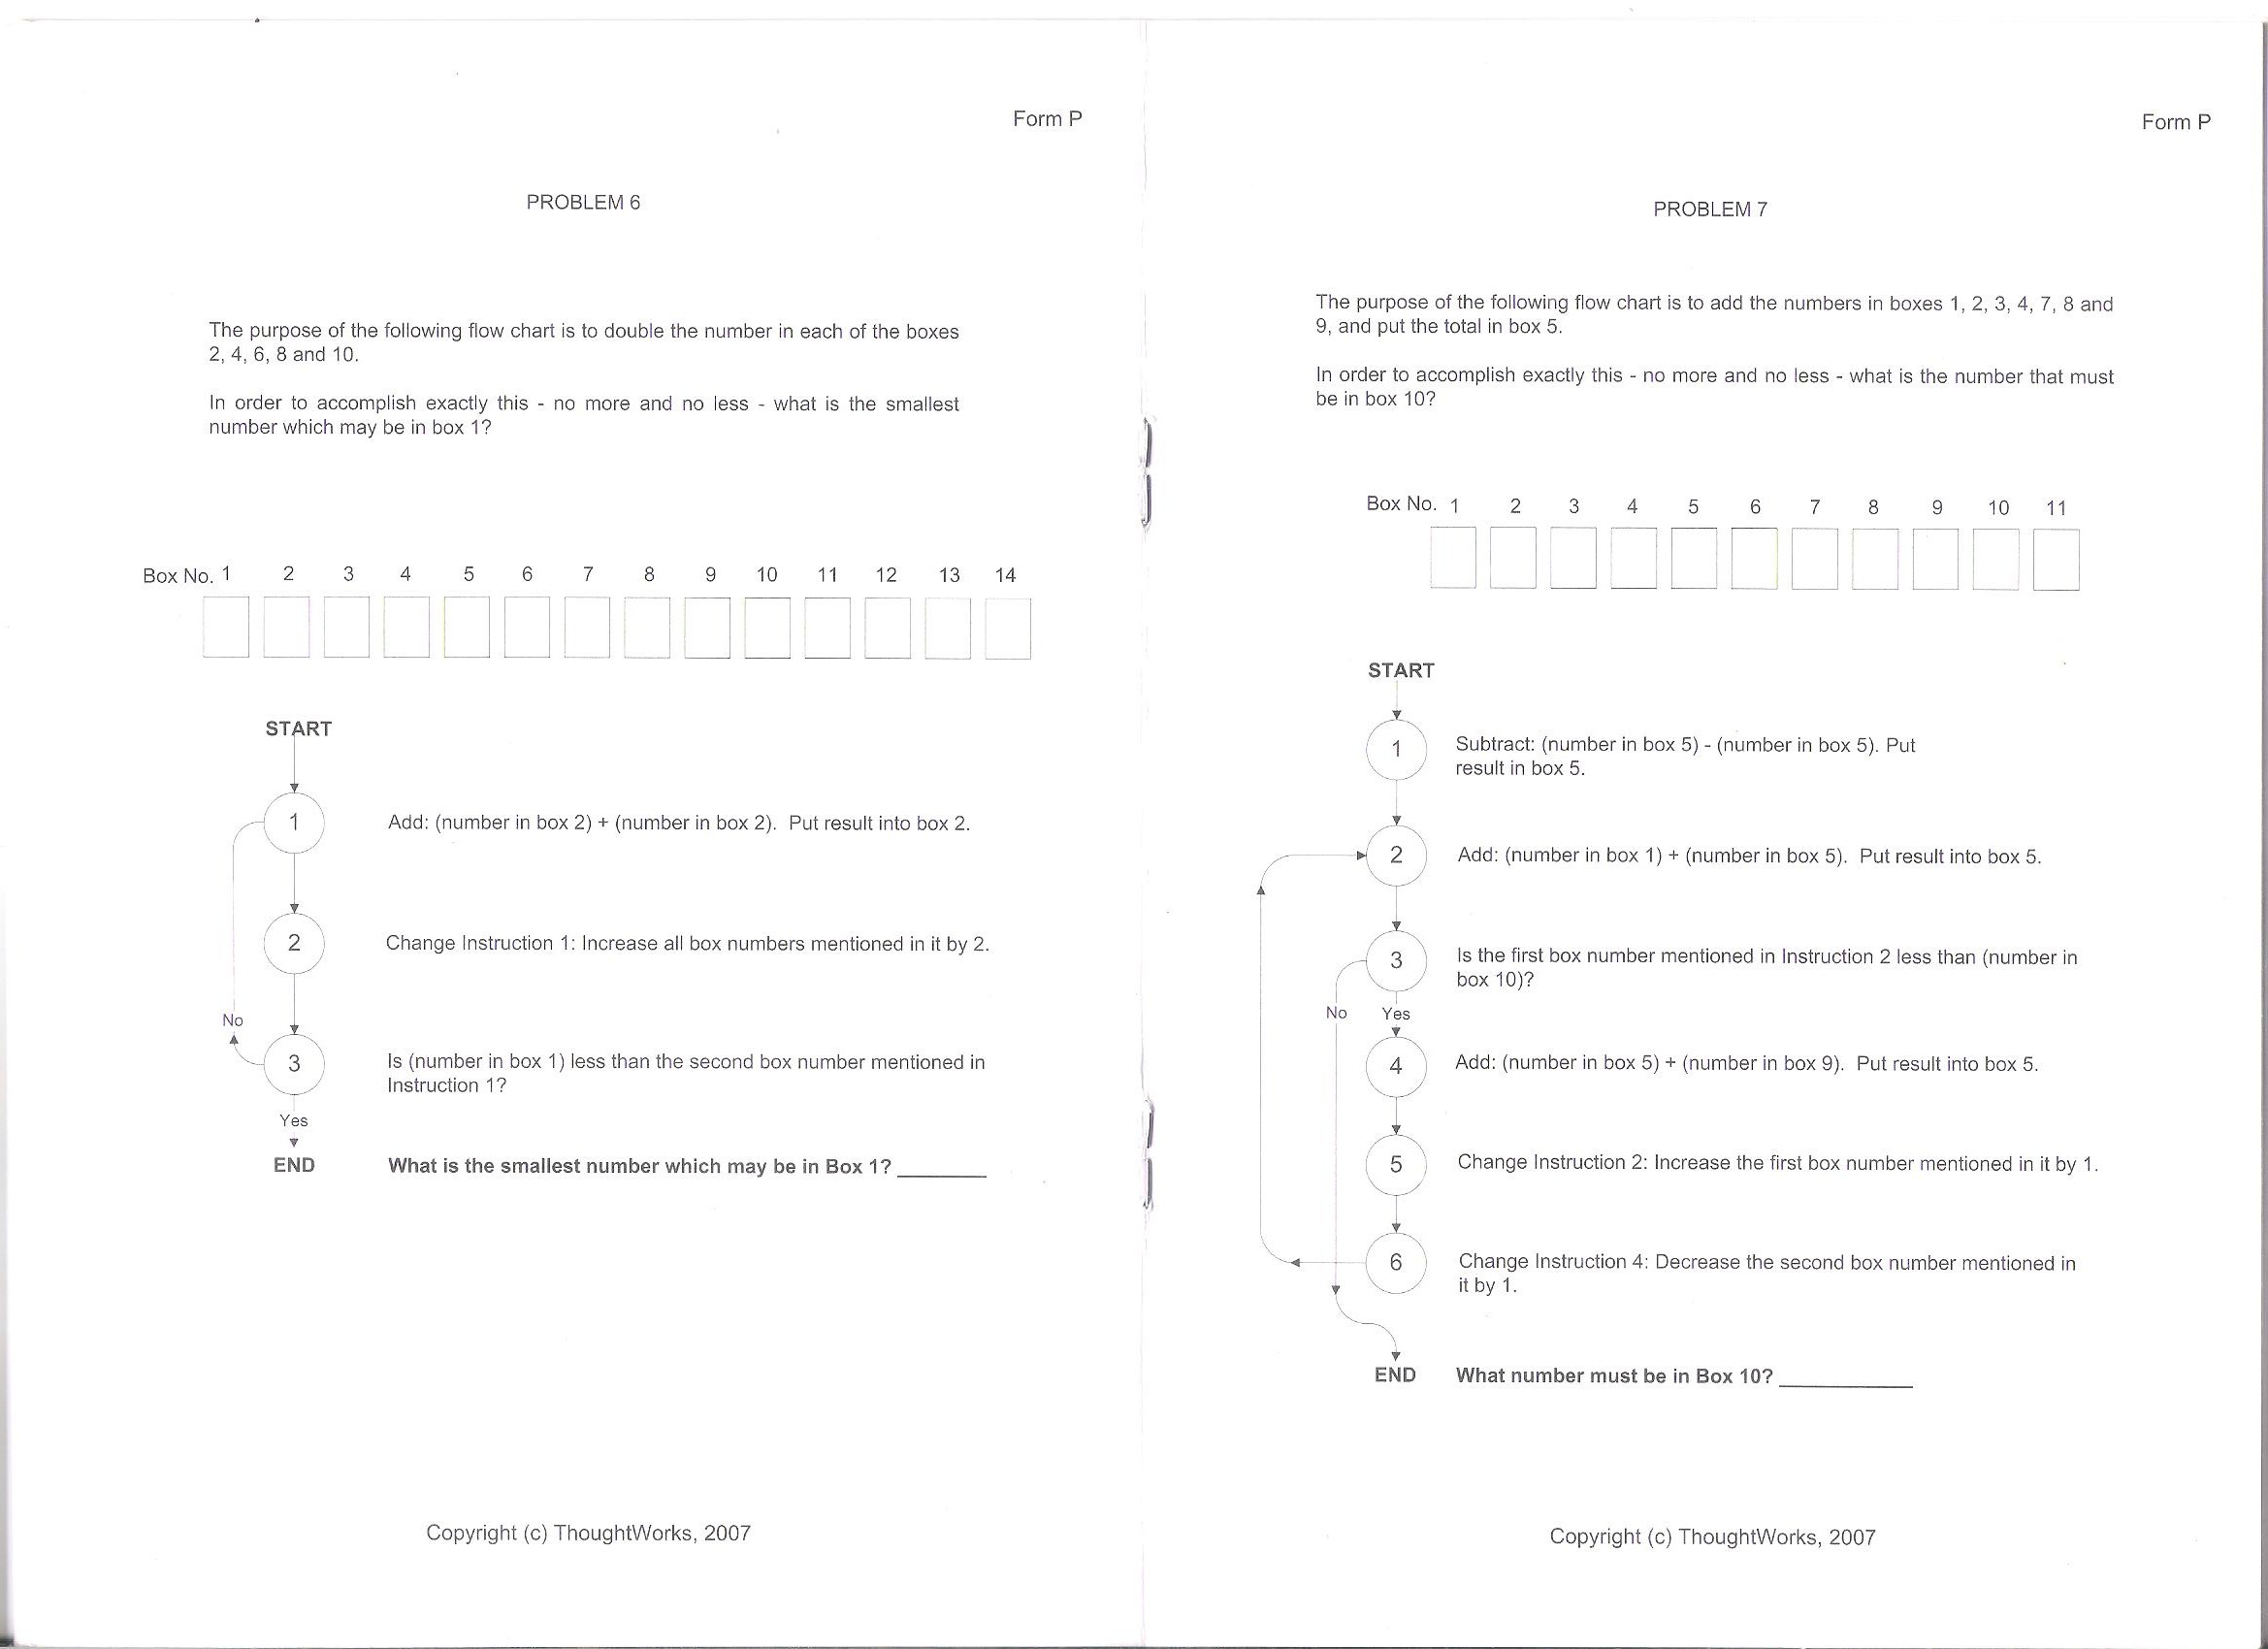 Form P
PROBLEM 6
The purpose of the following flow chart is to double the number in each of the boxes
2, 4, 6, 8 and 10.
In order to accomplish exactly this - no more and no less - what is the smallest
number which may be in box 1?
Box No. 1 2 3 4 5 6 7 8 9 10 11 12 13 14
START
1 Add: (number in box 2) + (number in box 2). Put result into box 2.
2 Change Instruction 1: Increase all box numbers mentioned in it by 2.
No
3 Is (number in box 1) less than the second box number mentioned in
Instruction 1?
Yes
END What is the smallest number which may be in Box 1? ________
Copyright (c) ThoughtWorks, 2007
Form P
PROBLEM 7
The purpose of the following flow chart is to add the numbers in boxes 1, 2, 3, 4, 7, 8 and
9, and put the total in box 5.
In order to accomplish exactly this - no more and no less - what is the number that must
be in box 10?
Box No. 1 2 3 4 5 6 7 8 9 10 11
START
1 Subtract: (number in box 5) - (number in box 5). Put
result in box 5.
2 Add: (number in box 1) + (number in box 5). Put result into box 5.
3 Is the first box number mentioned in Instruction 2 less than (number in
box 10)?
No Yes
4 Add: (number in box 5) + (number in box 9). Put result into box 5.
5 Change Instruction 2: Increase the first box number mentioned in it by 1.
6 Change Instruction 4: Decrease the second box number mentioned in
it by 1.
END What number must be in Box 10? ____________
Copyright (c) ThoughtWorks, 2007